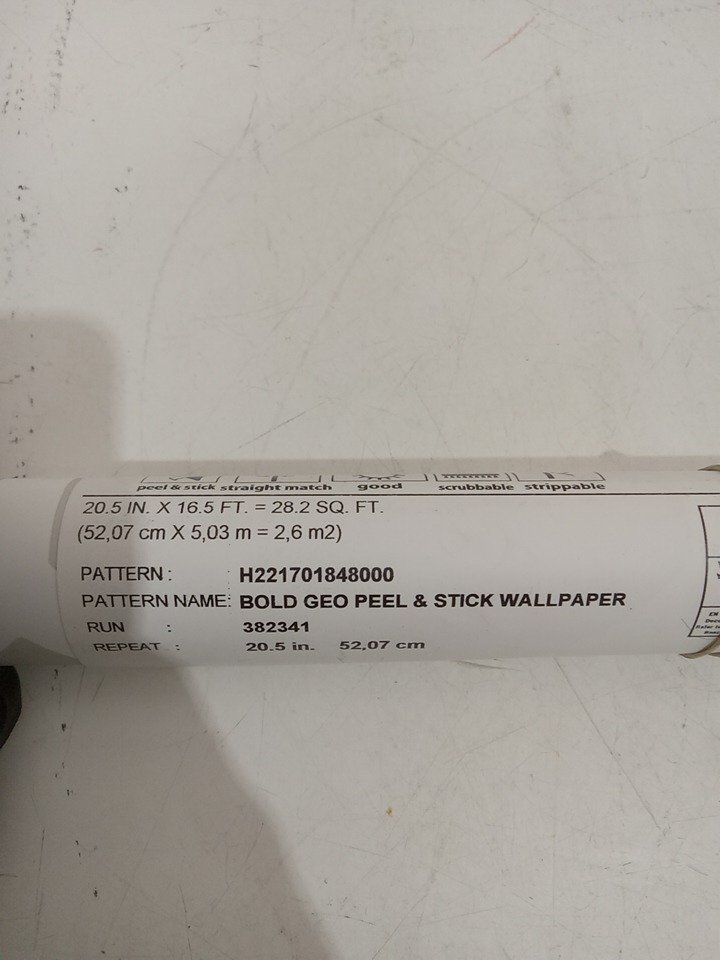 peel & stick straight match good scrubbable strippable
20.5 IN. X 16.5 FT. = 28.2 SQ. FT.
(52,07 cm X 5,03 m = 2,6 m2)
PATTERN : H221701848000
PATTERN NAME: BOLD GEO PEEL & STICK WALLPAPER
RUN : 382341
REPEAT : 20.5 in. 52,07 cm
EN